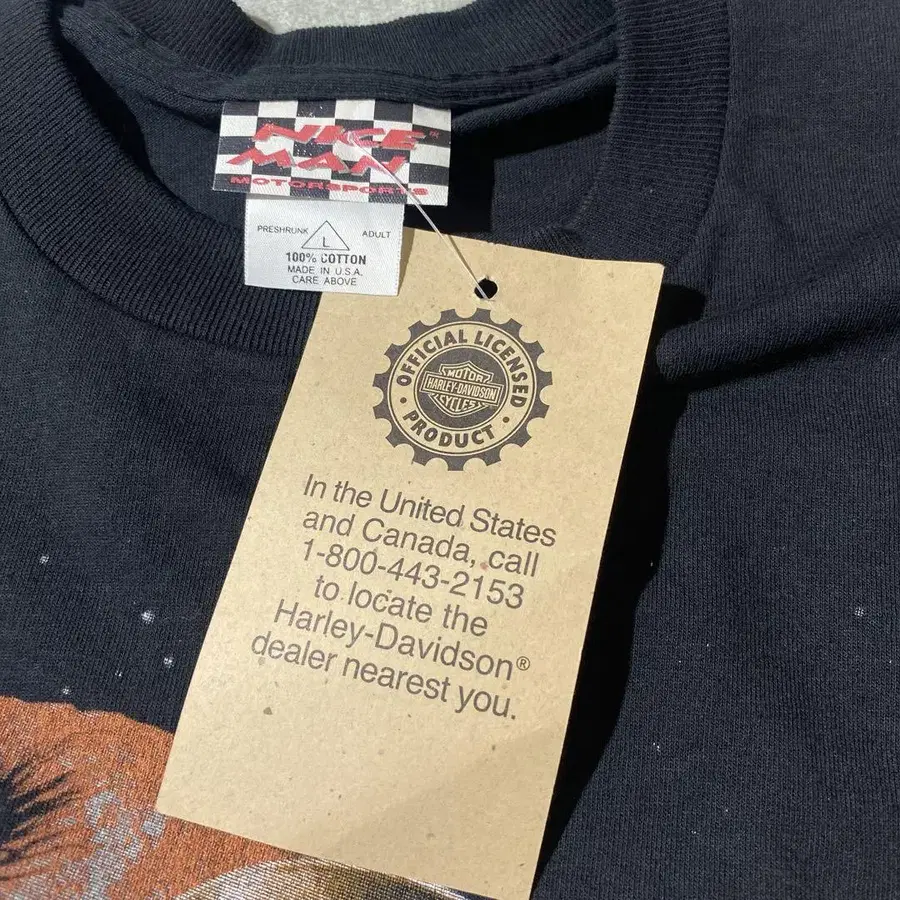 NICE
MAN
MOTORSPORTS
PRESHRUNK L ADULT
100% COTTON
MADE IN U.S.A.
CARE ABOVE
OFFICIAL LICENSED
MOTOR
HARLEY-DAVIDSON
CYCLES
PRODUCT
In the United States
and Canada, call
1-800-443-2153
to locate the
Harley-Davidson®
dealer nearest you.